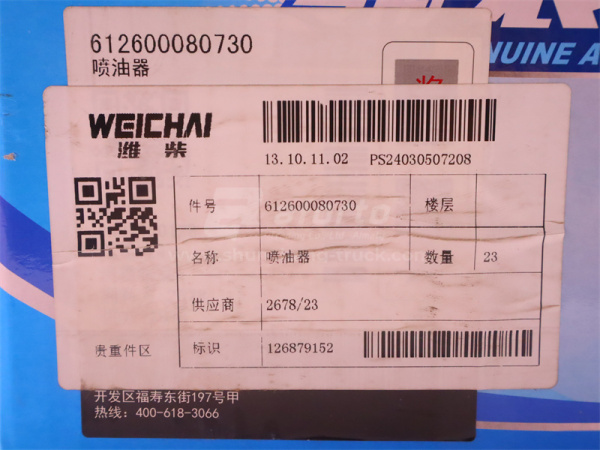 612600080730
喷油器
NUINE A
WEICHAI
潍柴
13.10.11.02 PS24030507208
件号 612600080730 楼层
名称 喷油器 数量 23
供应商 2678/23
贵重件区 标识 126879152
开发区福寿东街197号甲
热线：400-618-3066